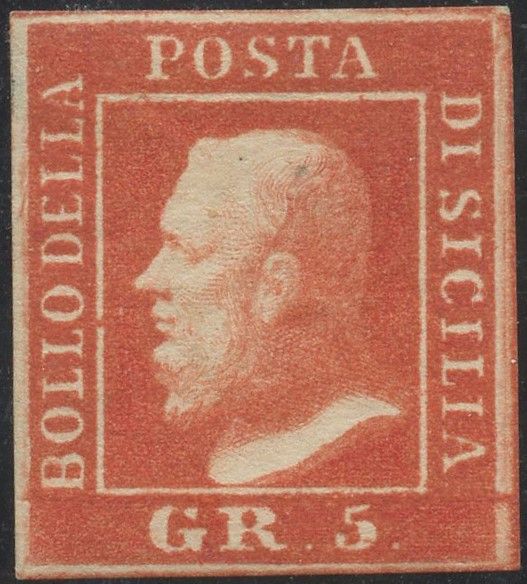 BOLLO DELLA
POSTA
DI SICILIA
GR. 5.